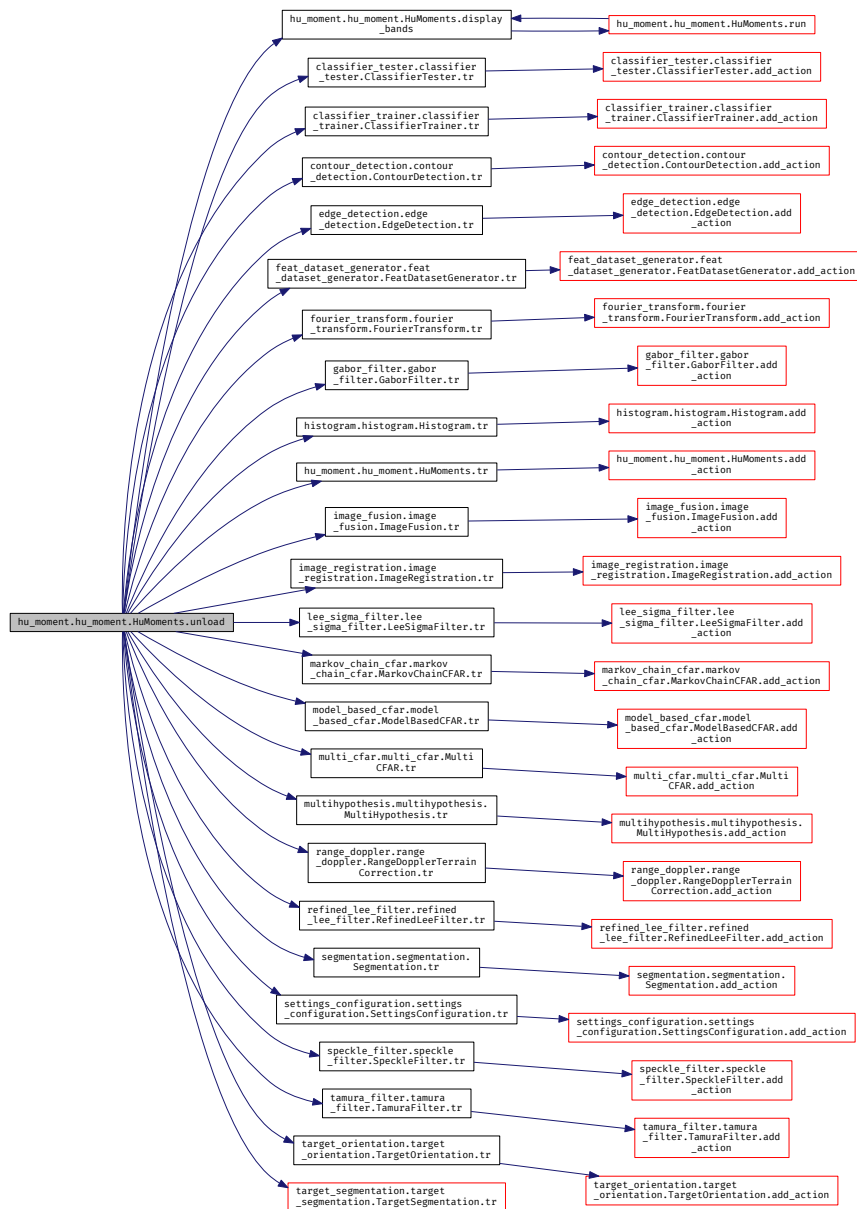 hu_moment.hu_moment.HuMoments.display
_bands
hu_moment.hu_moment.HuMoments.run
classifier_tester.classifier
_tester.ClassifierTester.tr
classifier_tester.classifier
_tester.ClassifierTester.add_action
classifier_trainer.classifier
_trainer.ClassifierTrainer.tr
classifier_trainer.classifier
_trainer.ClassifierTrainer.add_action
contour_detection.contour
_detection.ContourDetection.tr
contour_detection.contour
_detection.ContourDetection.add_action
edge_detection.edge
_detection.EdgeDetection.tr
edge_detection.edge
_detection.EdgeDetection.add
_action
feat_dataset_generator.feat
_dataset_generator.FeatDatasetGenerator.tr
feat_dataset_generator.feat
_dataset_generator.FeatDatasetGenerator.add_action
fourier_transform.fourier
_transform.FourierTransform.tr
fourier_transform.fourier
_transform.FourierTransform.add_action
gabor_filter.gabor
_filter.GaborFilter.tr
gabor_filter.gabor
_filter.GaborFilter.add
_action
histogram.histogram.Histogram.tr
histogram.histogram.Histogram.add
_action
hu_moment.hu_moment.HuMoments.tr
hu_moment.hu_moment.HuMoments.add
_action
image_fusion.image
_fusion.ImageFusion.tr
image_fusion.image
_fusion.ImageFusion.add
_action
image_registration.image
_registration.ImageRegistration.tr
image_registration.image
_registration.ImageRegistration.add_action
hu_moment.hu_moment.HuMoments.unload
lee_sigma_filter.lee
_sigma_filter.LeeSigmaFilter.tr
lee_sigma_filter.lee
_sigma_filter.LeeSigmaFilter.add
_action
markov_chain_cfar.markov
_chain_cfar.MarkovChainCFAR.tr
markov_chain_cfar.markov
_chain_cfar.MarkovChainCFAR.add_action
model_based_cfar.model
_based_cfar.ModelBasedCFAR.tr
model_based_cfar.model
_based_cfar.ModelBasedCFAR.add
_action
multi_cfar.multi_cfar.Multi
CFAR.tr
multi_cfar.multi_cfar.Multi
CFAR.add_action
multihypothesis.multihypothesis.
MultiHypothesis.tr
multihypothesis.multihypothesis.
MultiHypothesis.add_action
range_doppler.range
_doppler.RangeDopplerTerrain
Correction.tr
range_doppler.range
_doppler.RangeDopplerTerrain
Correction.add_action
refined_lee_filter.refined
_lee_filter.RefinedLeeFilter.tr
refined_lee_filter.refined
_lee_filter.RefinedLeeFilter.add_action
segmentation.segmentation.
Segmentation.tr
segmentation.segmentation.
Segmentation.add_action
settings_configuration.settings
_configuration.SettingsConfiguration.tr
settings_configuration.settings
_configuration.SettingsConfiguration.add_action
speckle_filter.speckle
_filter.SpeckleFilter.tr
speckle_filter.speckle
_filter.SpeckleFilter.add
_action
tamura_filter.tamura
_filter.TamuraFilter.tr
tamura_filter.tamura
_filter.TamuraFilter.add
_action
target_orientation.target
_orientation.TargetOrientation.tr
target_orientation.target
_orientation.TargetOrientation.add_action
target_segmentation.target
_segmentation.TargetSegmentation.tr